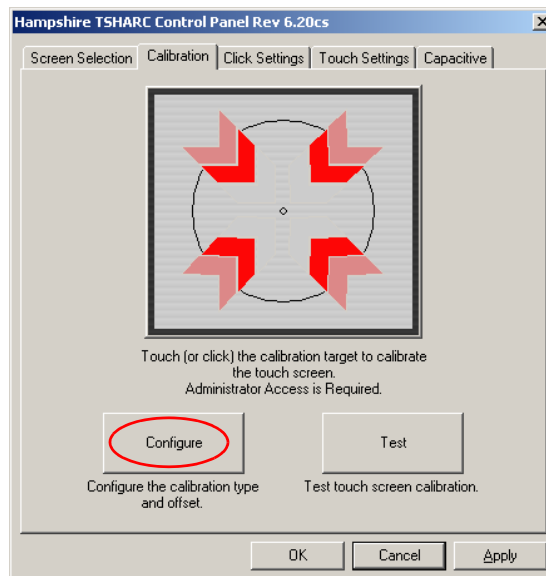 Hampshire TSHARC Control Panel Rev 6.20cs
Screen Selection Calibration Click Settings Touch Settings Capacitive
Touch (or click) the calibration target to calibrate
the touch screen.
Administrator Access is Required.
Configure Test
Configure the calibration type
and offset.
Test touch screen calibration.
OK Cancel Apply